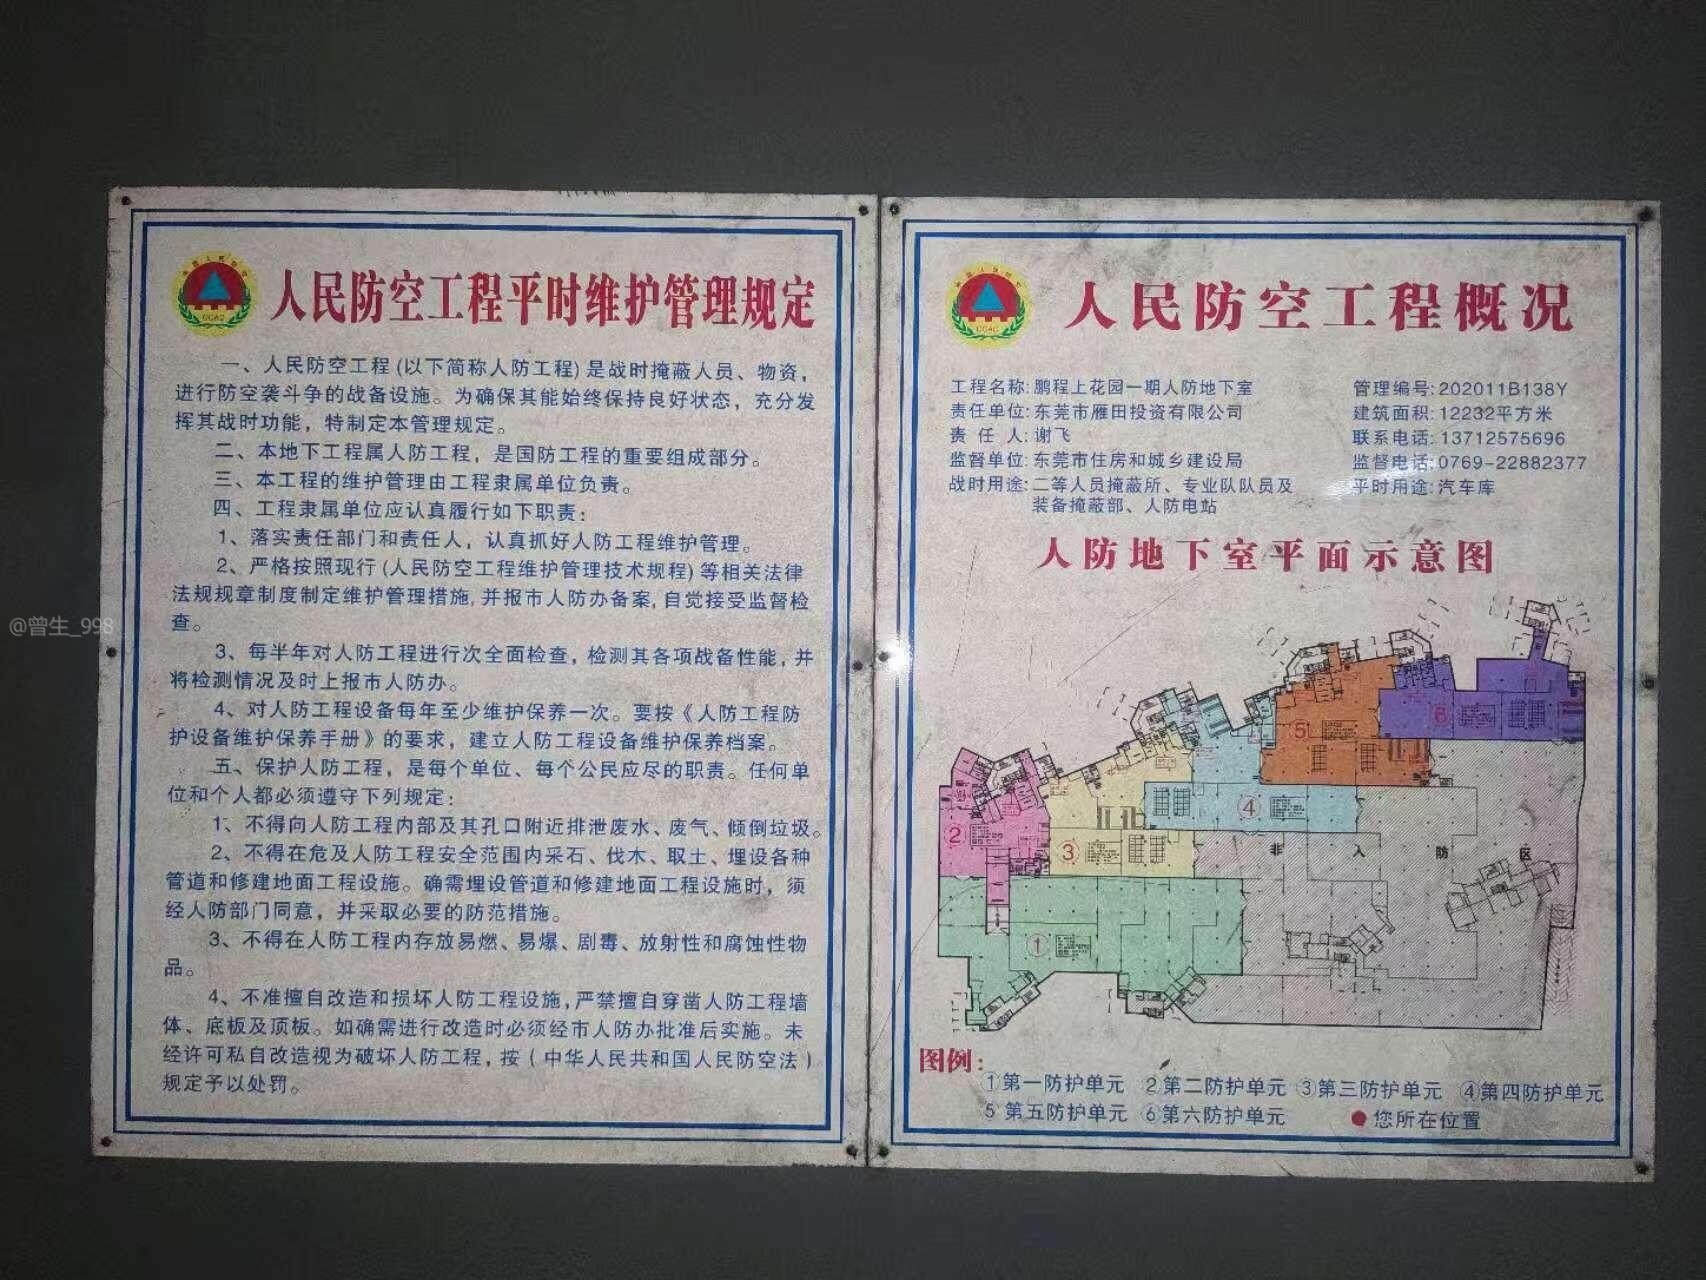 人民防空工程平时维护管理规定
一、人民防空工程(以下简称人防工程)是战时掩蔽人员、物资，
进行防空袭斗争的战备设施。为确保其能始终保持良好状态，充分发
挥其战时功能，特制定本管理规定。
二、本地下工程属人防工程，是国防工程的重要组成部分。
三、本工程的维护管理由工程隶属单位负责。
四、工程隶属单位应认真履行如下职责：
1、落实责任部门和责任人，认真抓好人防工程维护管理。
2、严格按照现行(人民防空工程维护管理技术规程)等相关法律
法规规章制度制定维护管理措施,并报市人防办备案,自觉接受监督检
查。
3、每半年对人防工程进行次全面检查，检测其各项战备性能，并
将检测情况及时上报市人防办。
4、对人防工程设备每年至少维护保养一次。要按《人防工程防
护设备维护保养手册》的要求，建立人防工程设备维护保养档案。
五、保护人防工程，是每个单位、每个公民应尽的职责。任何单
位和个人都必须遵守下列规定：
1、不得向人防工程内部及其孔口附近排泄废水、废气、倾倒垃圾。
2、不得在危及人防工程安全范围内采石、伐木、取土、埋设各种
管道和修建地面工程设施。确需埋设管道和修建地面工程设施时，须
经人防部门同意，并采取必要的防范措施。
3、不得在人防工程内存放易燃、易爆、剧毒、放射性和腐蚀性物
品。
4、不准擅自改造和损坏人防工程设施,严禁擅自穿凿人防工程墙
体、底板及顶板。如确需进行改造时必须经市人防办批准后实施。未
经许可私自改造视为破坏人防工程，按（中华人民共和国人民防空法）
规定予以处罚。
人民防空工程概况
工程名称:鹏程上花园一期人防地下室 管理编号:202011B138Y
责任单位:东莞市雁田投资有限公司 建筑面积:12232平方米
责任人:谢飞 联系电话:13712575696
监督单位:东莞市住房和城乡建设局 监督电话:0769-22882377
战时用途:二等人员掩蔽所、专业队队员及 平时用途:汽车库
装备掩蔽部、人防电站
人防地下室平面示意图
6
5
4
2
3
非人防区
1
图例：
①第一防护单元 ②第二防护单元 ③第三防护单元 ④第四防护单元
5 第五防护单元 ⑥第六防护单元 ●您所在位置
@曾生_998